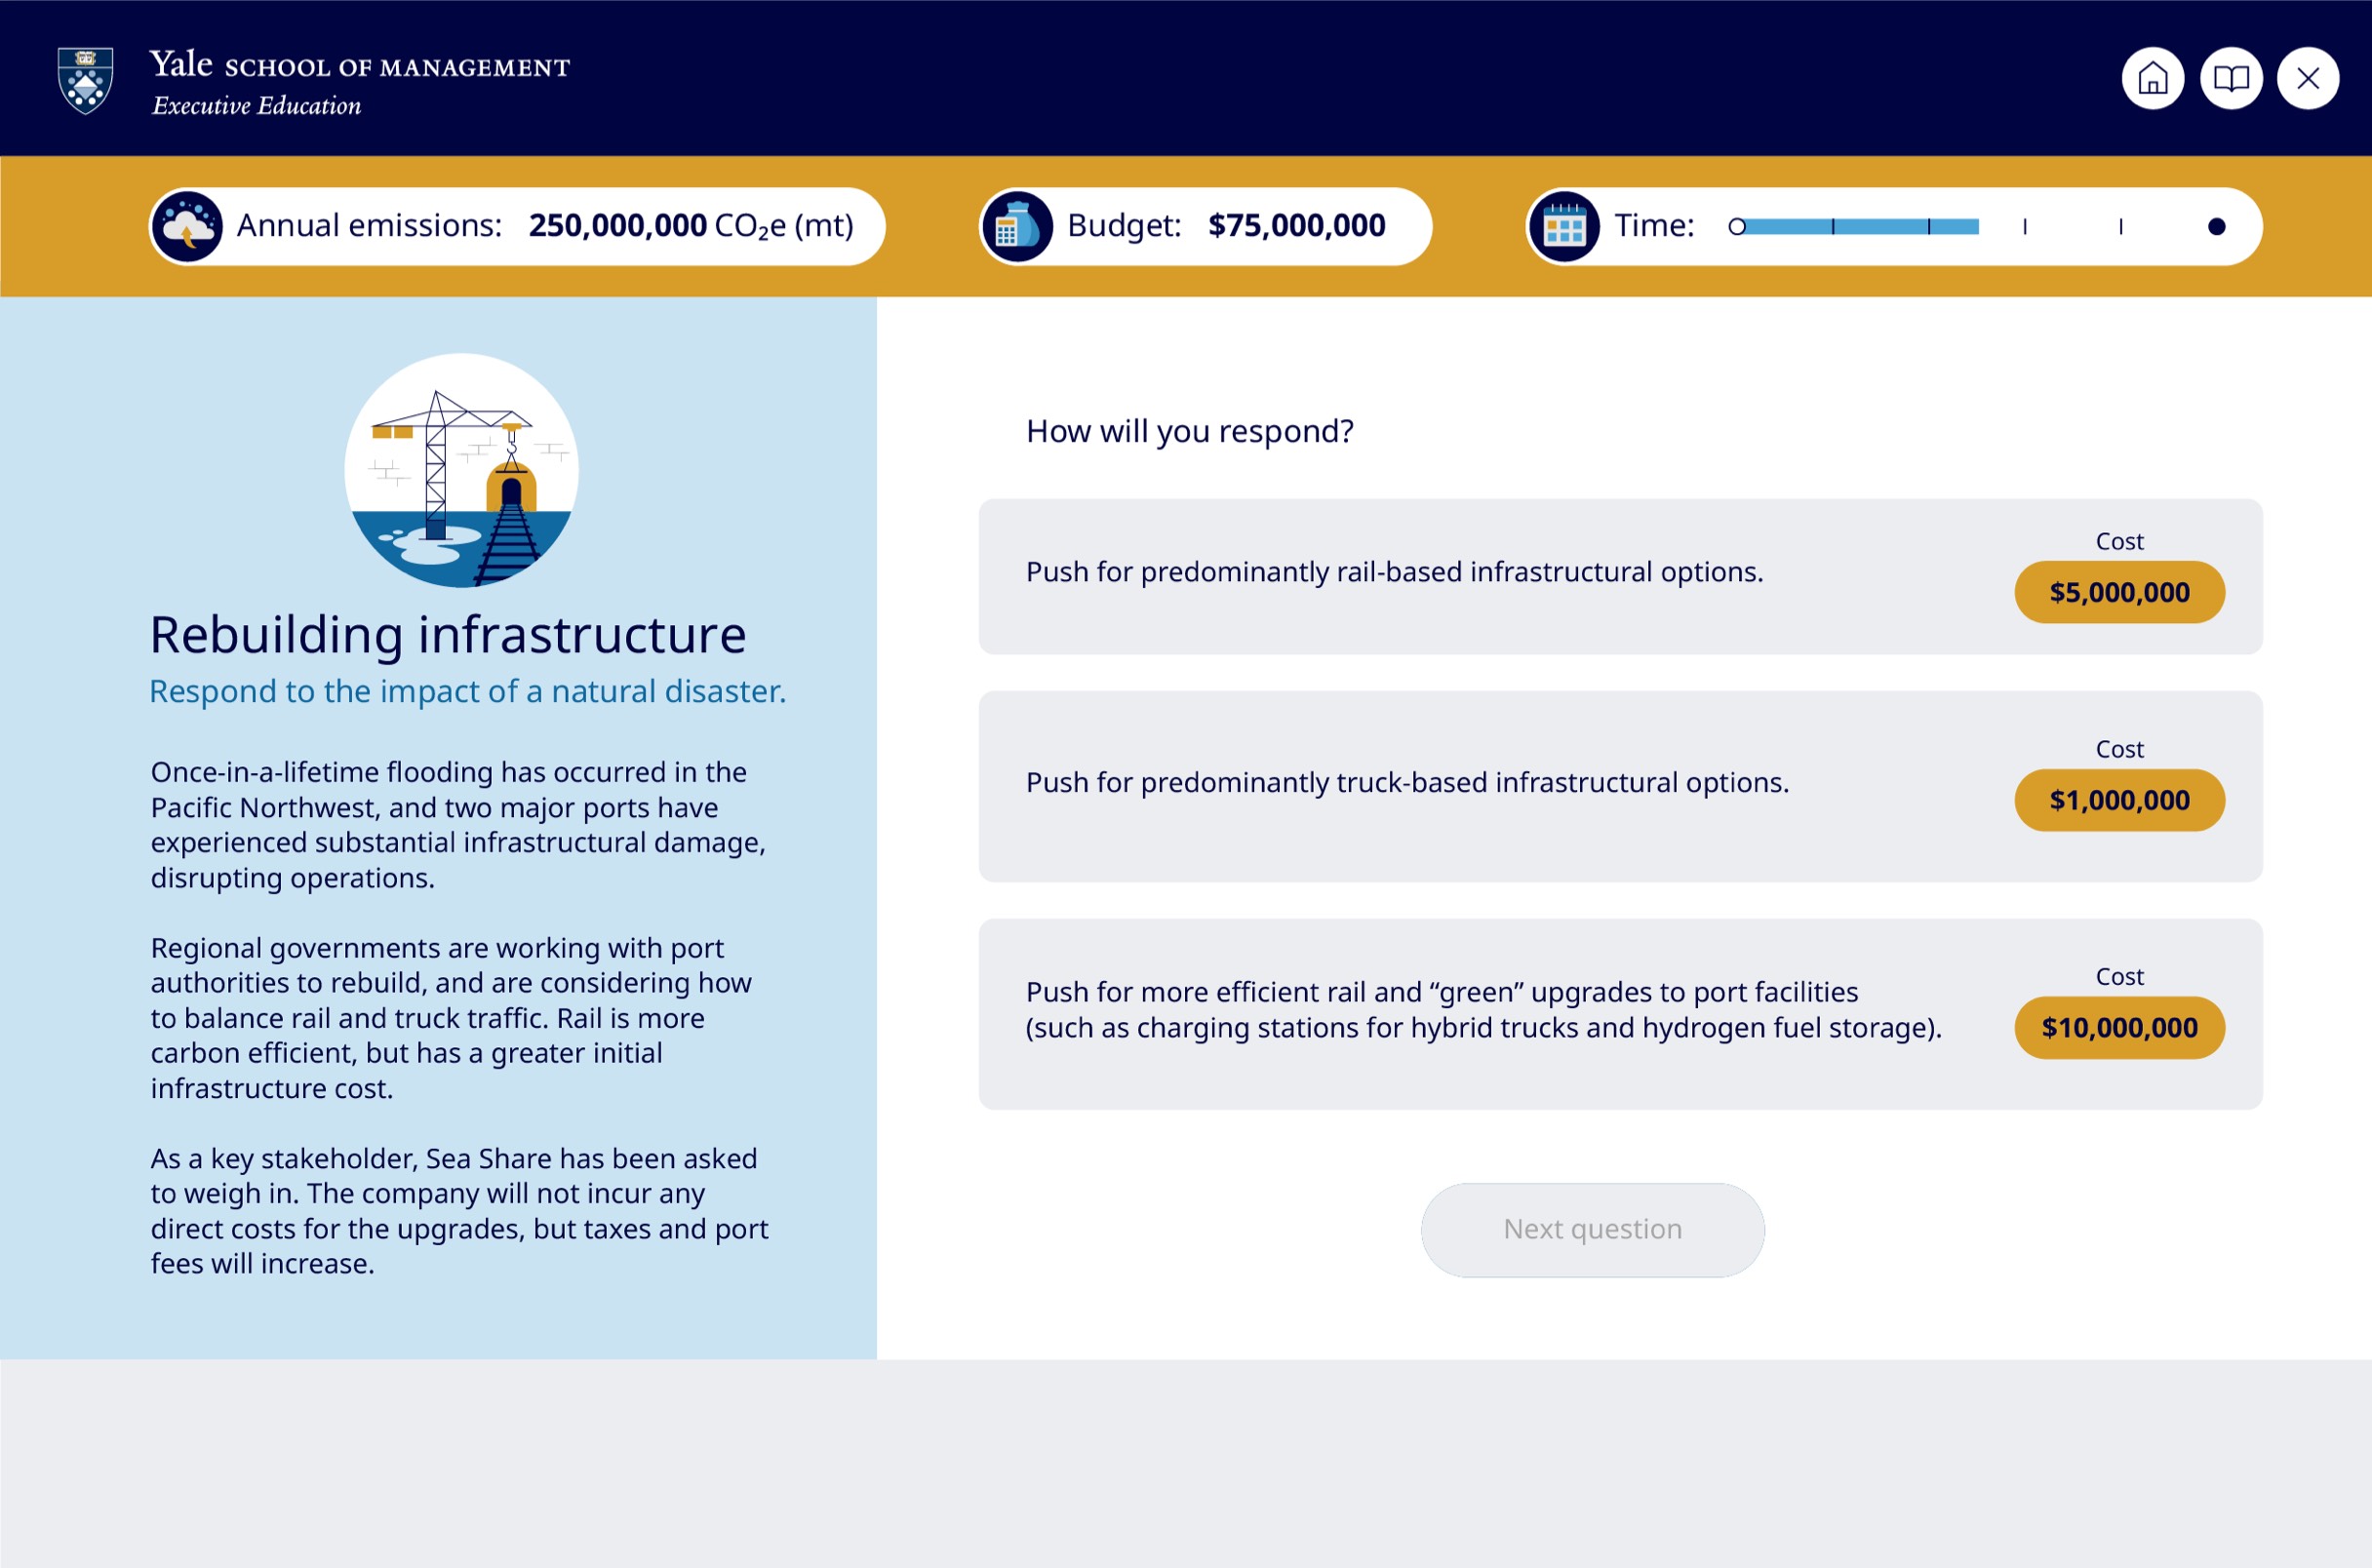 Yale SCHOOL OF MANAGEMENT
Executive Education
Annual emissions: 250,000,000 CO₂e (mt)
Budget: $75,000,000
Time:
Rebuilding infrastructure
Respond to the impact of a natural disaster.
Once-in-a-lifetime flooding has occurred in the
Pacific Northwest, and two major ports have
experienced substantial infrastructural damage,
disrupting operations.
Regional governments are working with port
authorities to rebuild, and are considering how
to balance rail and truck traffic. Rail is more
carbon efficient, but has a greater initial
infrastructure cost.
As a key stakeholder, Sea Share has been asked
to weigh in. The company will not incur any
direct costs for the upgrades, but taxes and port
fees will increase.
How will you respond?
Push for predominantly rail-based infrastructural options.
Cost
$5,000,000
Push for predominantly truck-based infrastructural options.
Cost
$1,000,000
Push for more efficient rail and “green” upgrades to port facilities
(such as charging stations for hybrid trucks and hydrogen fuel storage).
Cost
$10,000,000
Next question